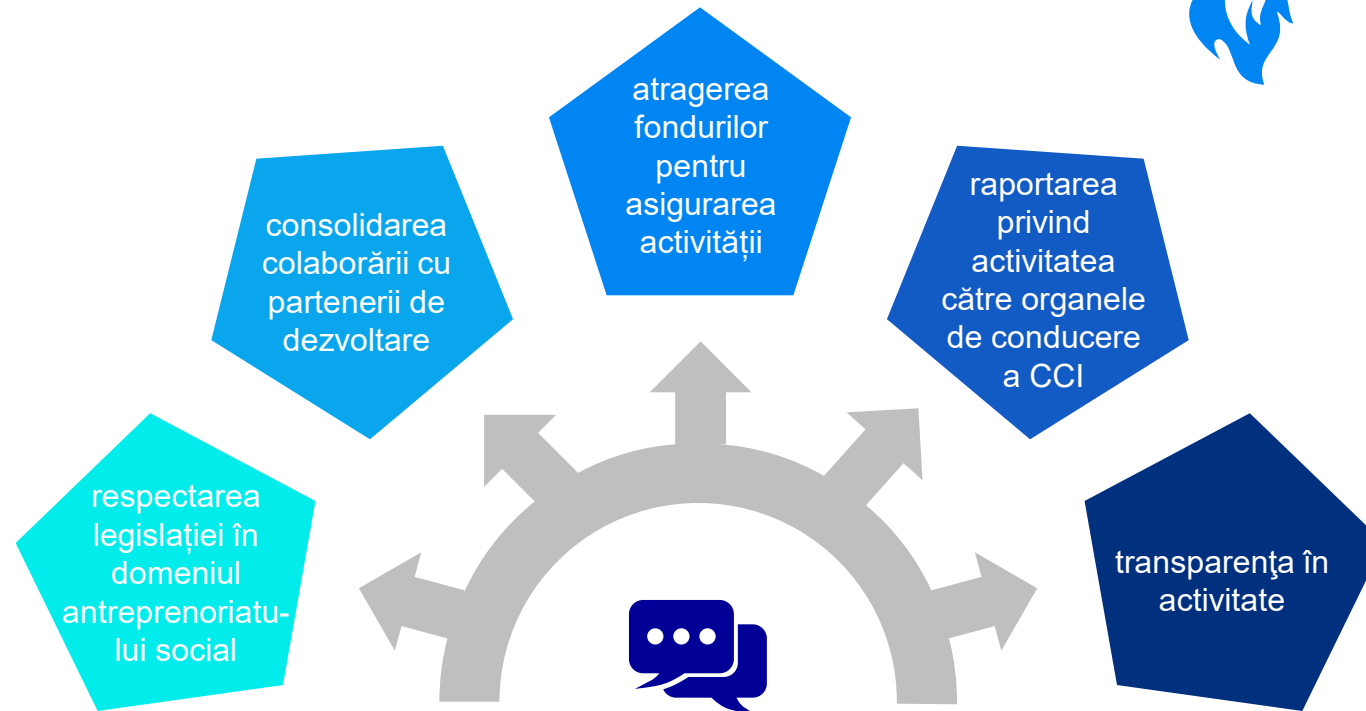 respectarea
legislației în
domeniul
antreprenoriatu-
lui social
consolidarea
colaborării cu
partenerii de
dezvoltare
atragerea
fondurilor
pentru
asigurarea
activității
raportarea
privind
activitatea
către organele
de conducere
a CCI
transparenţa în
activitate